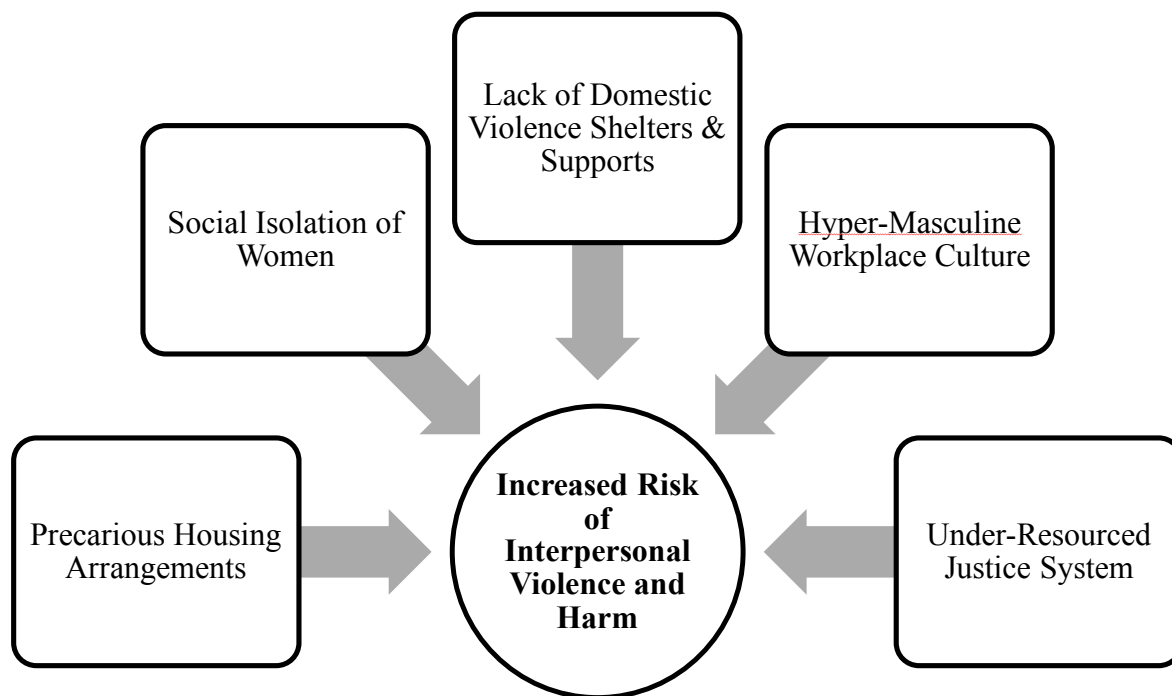 Lack of Domestic
Violence Shelters &
Supports
Social Isolation of
Women
Hyper-Masculine
Workplace Culture
Precarious Housing
Arrangements
Increased Risk
of
Interpersonal
Violence and
Harm
Under-Resourced
Justice System